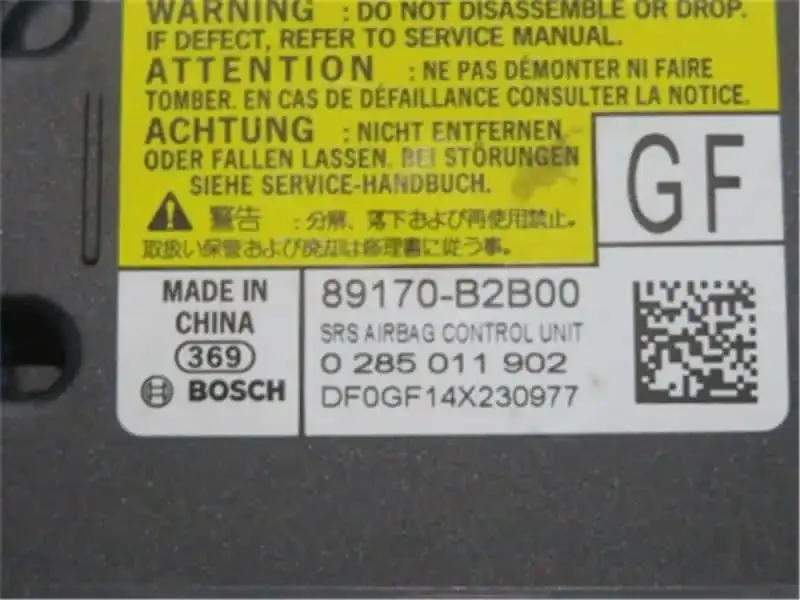 WARNING : DO NOT DISASSEMBLE OR DROP.
IF DEFECT, REFER TO SERVICE MANUAL.
ATTENTION : NE PAS DÉMONTER NI FAIRE
TOMBER. EN CAS DE DÉFAILLANCE CONSULTER LA NOTICE.
ACHTUNG : NICHT ENTFERNEN
ODER FALLEN LASSEN. BEI STÖRUNGEN
SIEHE SERVICE-HANDBUCH.
GF
警告 : 分解、落下および再使用禁止。
取扱い保管および廃却は修理書に従う事。
MADE IN
CHINA
369
BOSCH
89170-B2B00
SRS AIRBAG CONTROL UNIT
0 285 011 902
DF0GF14X230977